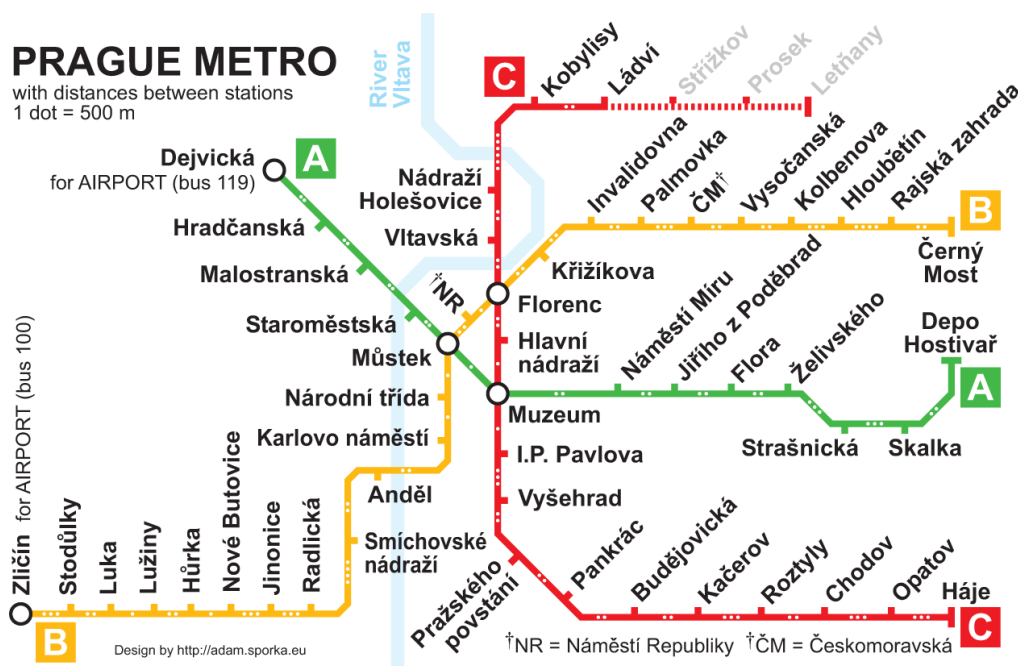 PRAGUE METRO
with distances between stations
1 dot = 500 m
River
Vltava
C
Kobylisy
Ládví
Střížkov
Prosek
Letňany
A
Dejvická
for AIRPORT (bus 119)
Hradčanská
Malostranská
Staroměstská
Můstek
†NR
Nádraží
Holešovice
Vltavská
Florenc
Křižíkova
Invalidovna
Palmovka
ČM†
Vysočanská
Kolbenova
Hloubětín
Rajská zahrada
B
Černý
Most
Hlavní
nádraží
Muzeum
Náměstí Míru
Jiřího z Poděbrad
Flora
Želivského
Strašnická
Skalka
Depo
Hostivař
A
Národní třída
Karlovo náměstí
Anděl
Smíchovské
nádraží
Radlická
Jinonice
Nové Butovice
Hůrka
Lužiny
Luka
Stodůlky
Zličín for AIRPORT (bus 100)
B
I.P. Pavlova
Vyšehrad
Pražského
povstání
Pankrác
Budějovická
Kačerov
Roztyly
Chodov
Opatov
Háje
C
Design by http://adam.sporka.eu
†NR = Náměstí Republiky †ČM = Českomoravská